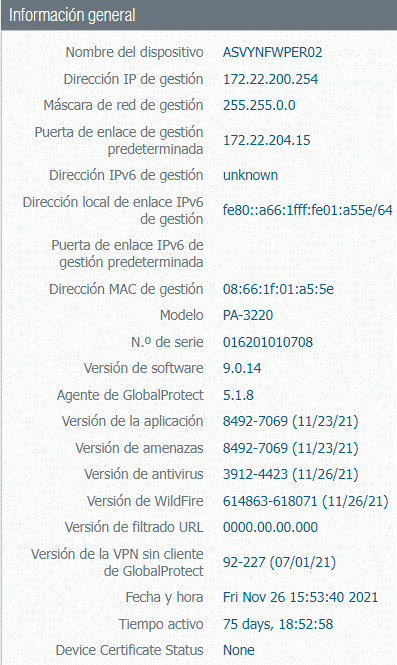 Información general
Nombre del dispositivo ASVYNFWPER02
Dirección IP de gestión 172.22.200.254
Máscara de red de gestión 255.255.0.0
Puerta de enlace de gestión
predeterminada 172.22.204.15
Dirección IPv6 de gestión unknown
Dirección local de enlace IPv6
de gestión fe80::a66:1fff:fe01:a55e/64
Puerta de enlace IPv6 de
gestión predeterminada
Dirección MAC de gestión 08:66:1f:01:a5:5e
Modelo PA-3220
N.º de serie 016201010708
Versión de software 9.0.14
Agente de GlobalProtect 5.1.8
Versión de la aplicación 8492-7069 (11/23/21)
Versión de amenazas 8492-7069 (11/23/21)
Versión de antivirus 3912-4423 (11/26/21)
Versión de WildFire 614863-618071 (11/26/21)
Versión de filtrado URL 0000.00.00.000
Versión de la VPN sin cliente
de GlobalProtect 92-227 (07/01/21)
Fecha y hora Fri Nov 26 15:53:40 2021
Tiempo activo 75 days, 18:52:58
Device Certificate Status None